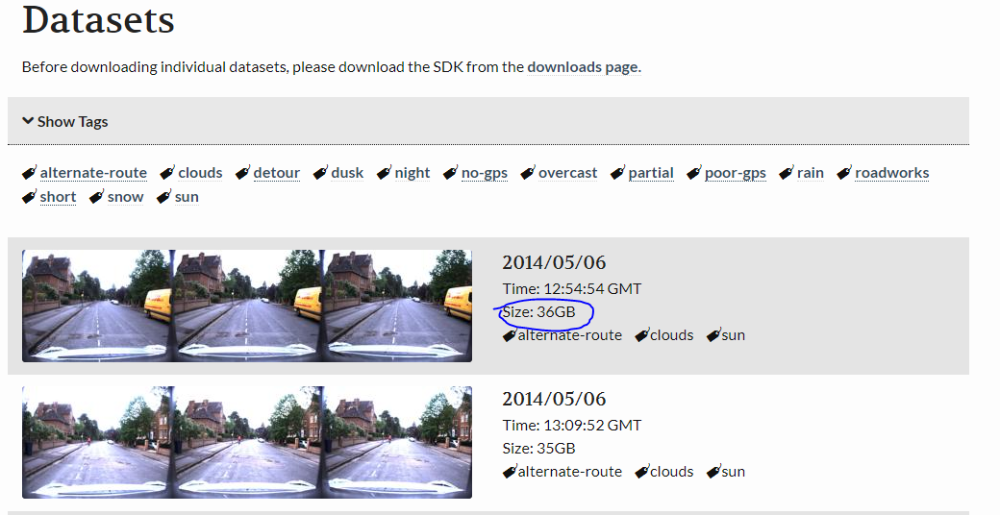 Datasets
Before downloading individual datasets, please download the SDK from the downloads page.
Show Tags
alternate-route clouds detour dusk night no-gps overcast partial poor-gps rain roadworks
short snow sun
2014/05/06
Time: 12:54:54 GMT
Size: 36GB
alternate-route clouds sun
2014/05/06
Time: 13:09:52 GMT
Size: 35GB
alternate-route clouds sun